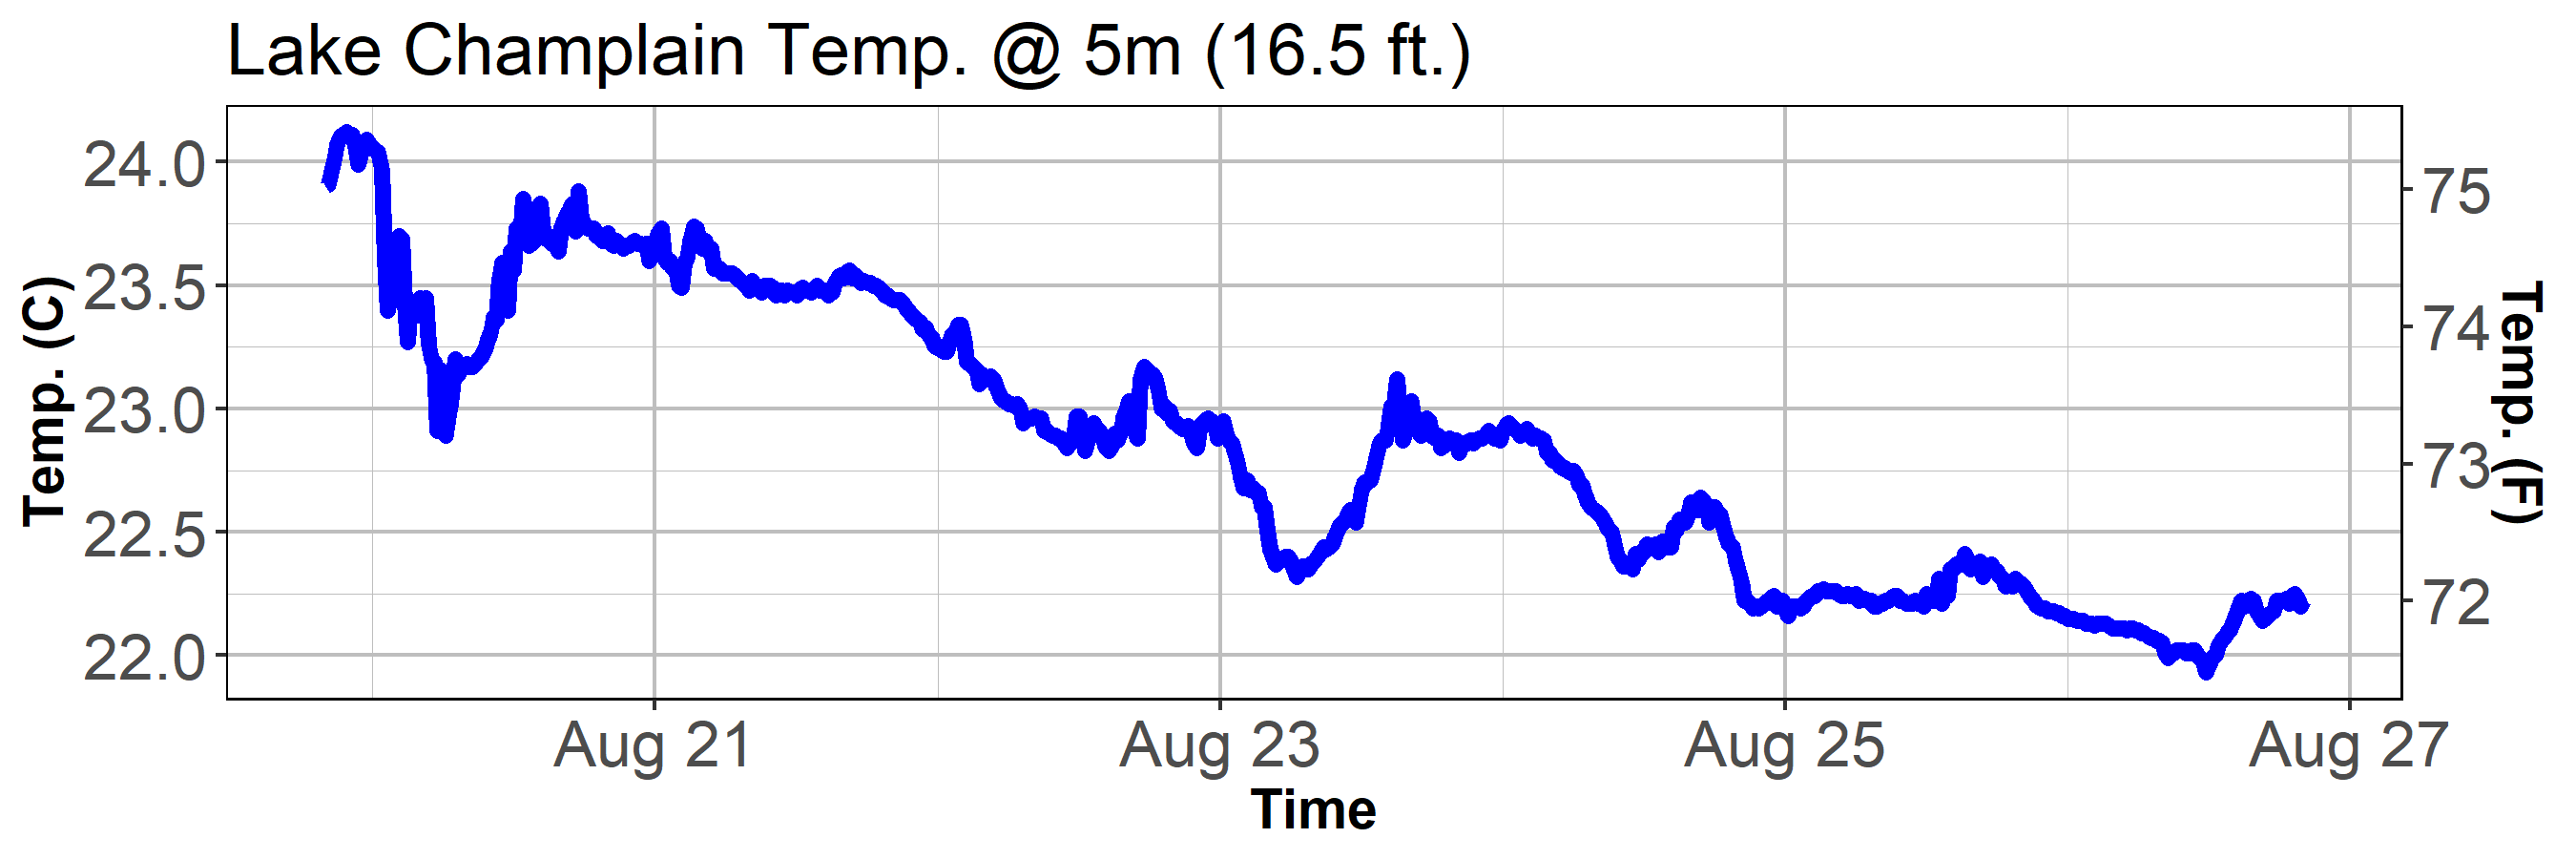 Lake Champlain Temp. @ 5m (16.5 ft.)
Temp. (C)
24.0
23.5
23.0
22.5
22.0
75
74
73
72
Temp. (F)
Aug 21 Aug 23 Aug 25 Aug 27
Time